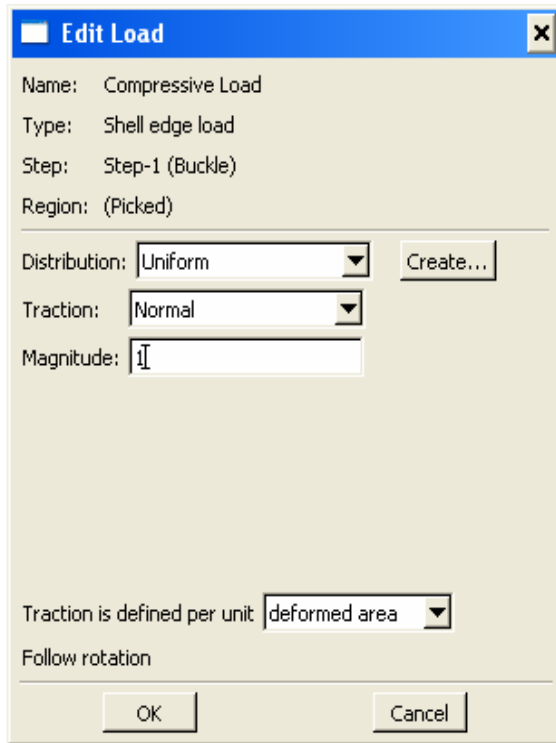 Edit Load
Name: Compressive Load
Type: Shell edge load
Step: Step-1 (Buckle)
Region: (Picked)
Distribution: Uniform Create...
Traction: Normal
Magnitude: 1
Traction is defined per unit deformed area
Follow rotation
OK Cancel